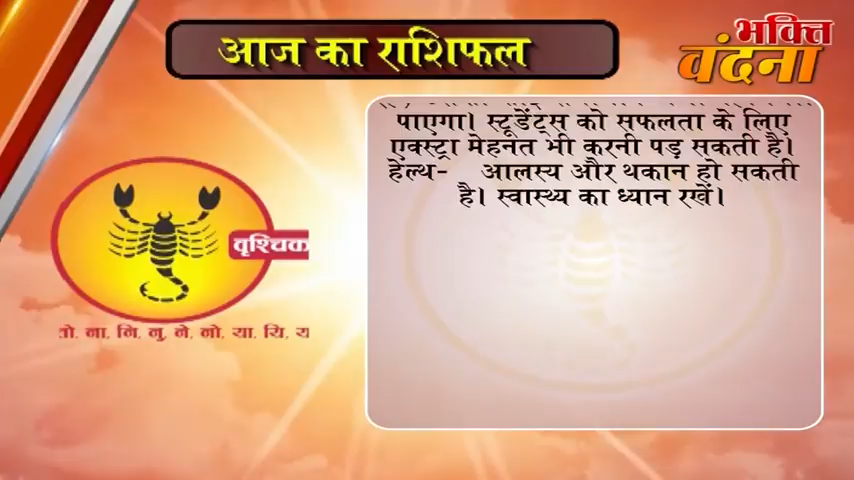 आज का राशिफल
भक्ति
वंदना
पाएगा। स्टूडेंट्स को सफलता के लिए
एक्स्ट्रा मेहनत भी करनी पड़ सकती है।
हेल्थ- आलस्य और थकान हो सकती
है। स्वास्थ्य का ध्यान रखें।
वृश्चिक
ना, नि, नु, ने, नो, या, यि,